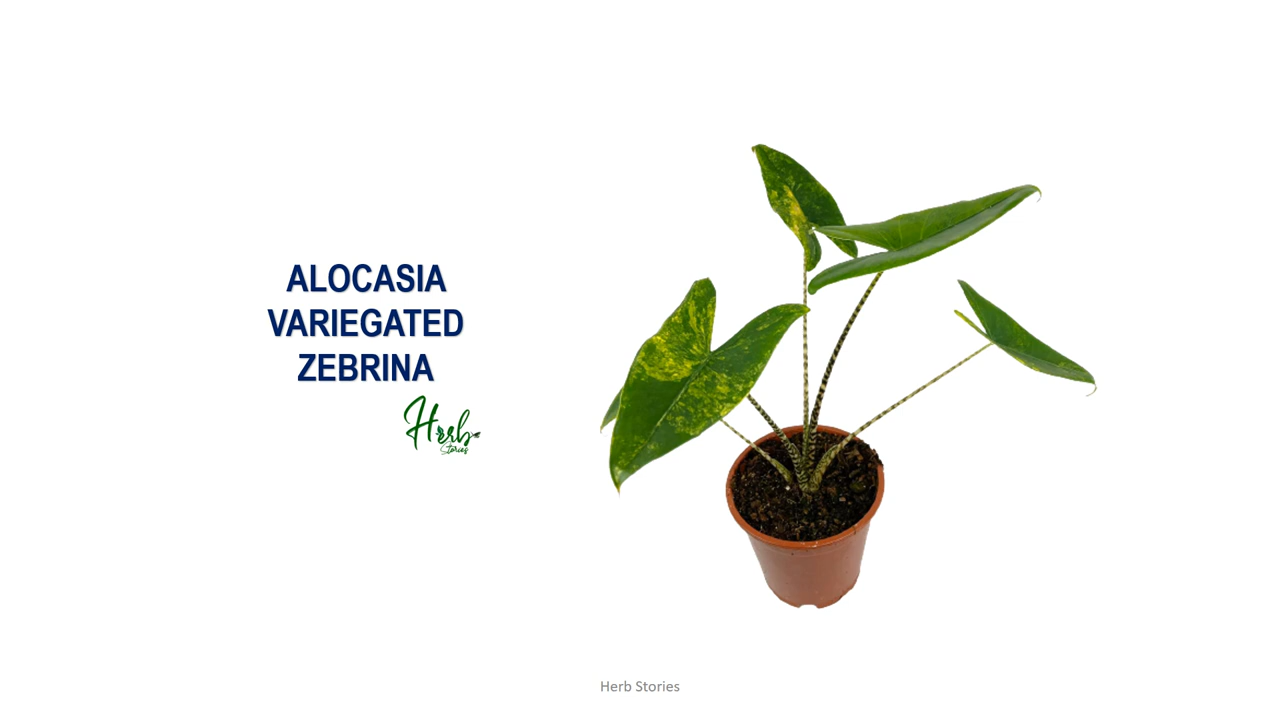 ALOCASIA
VARIEGATED
ZEBRINA
Herb
Stories
Herb Stories